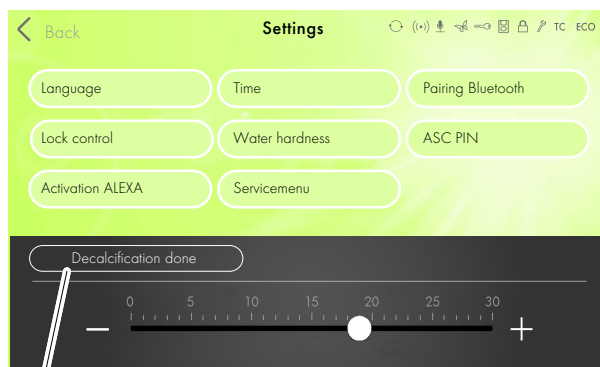 Back Settings TC ECO
Language Time Pairing Bluetooth
Lock control Water hardness ASC PIN
Activation ALEXA Servicemenu
Decalcification done
0 5 10 15 20 25 30